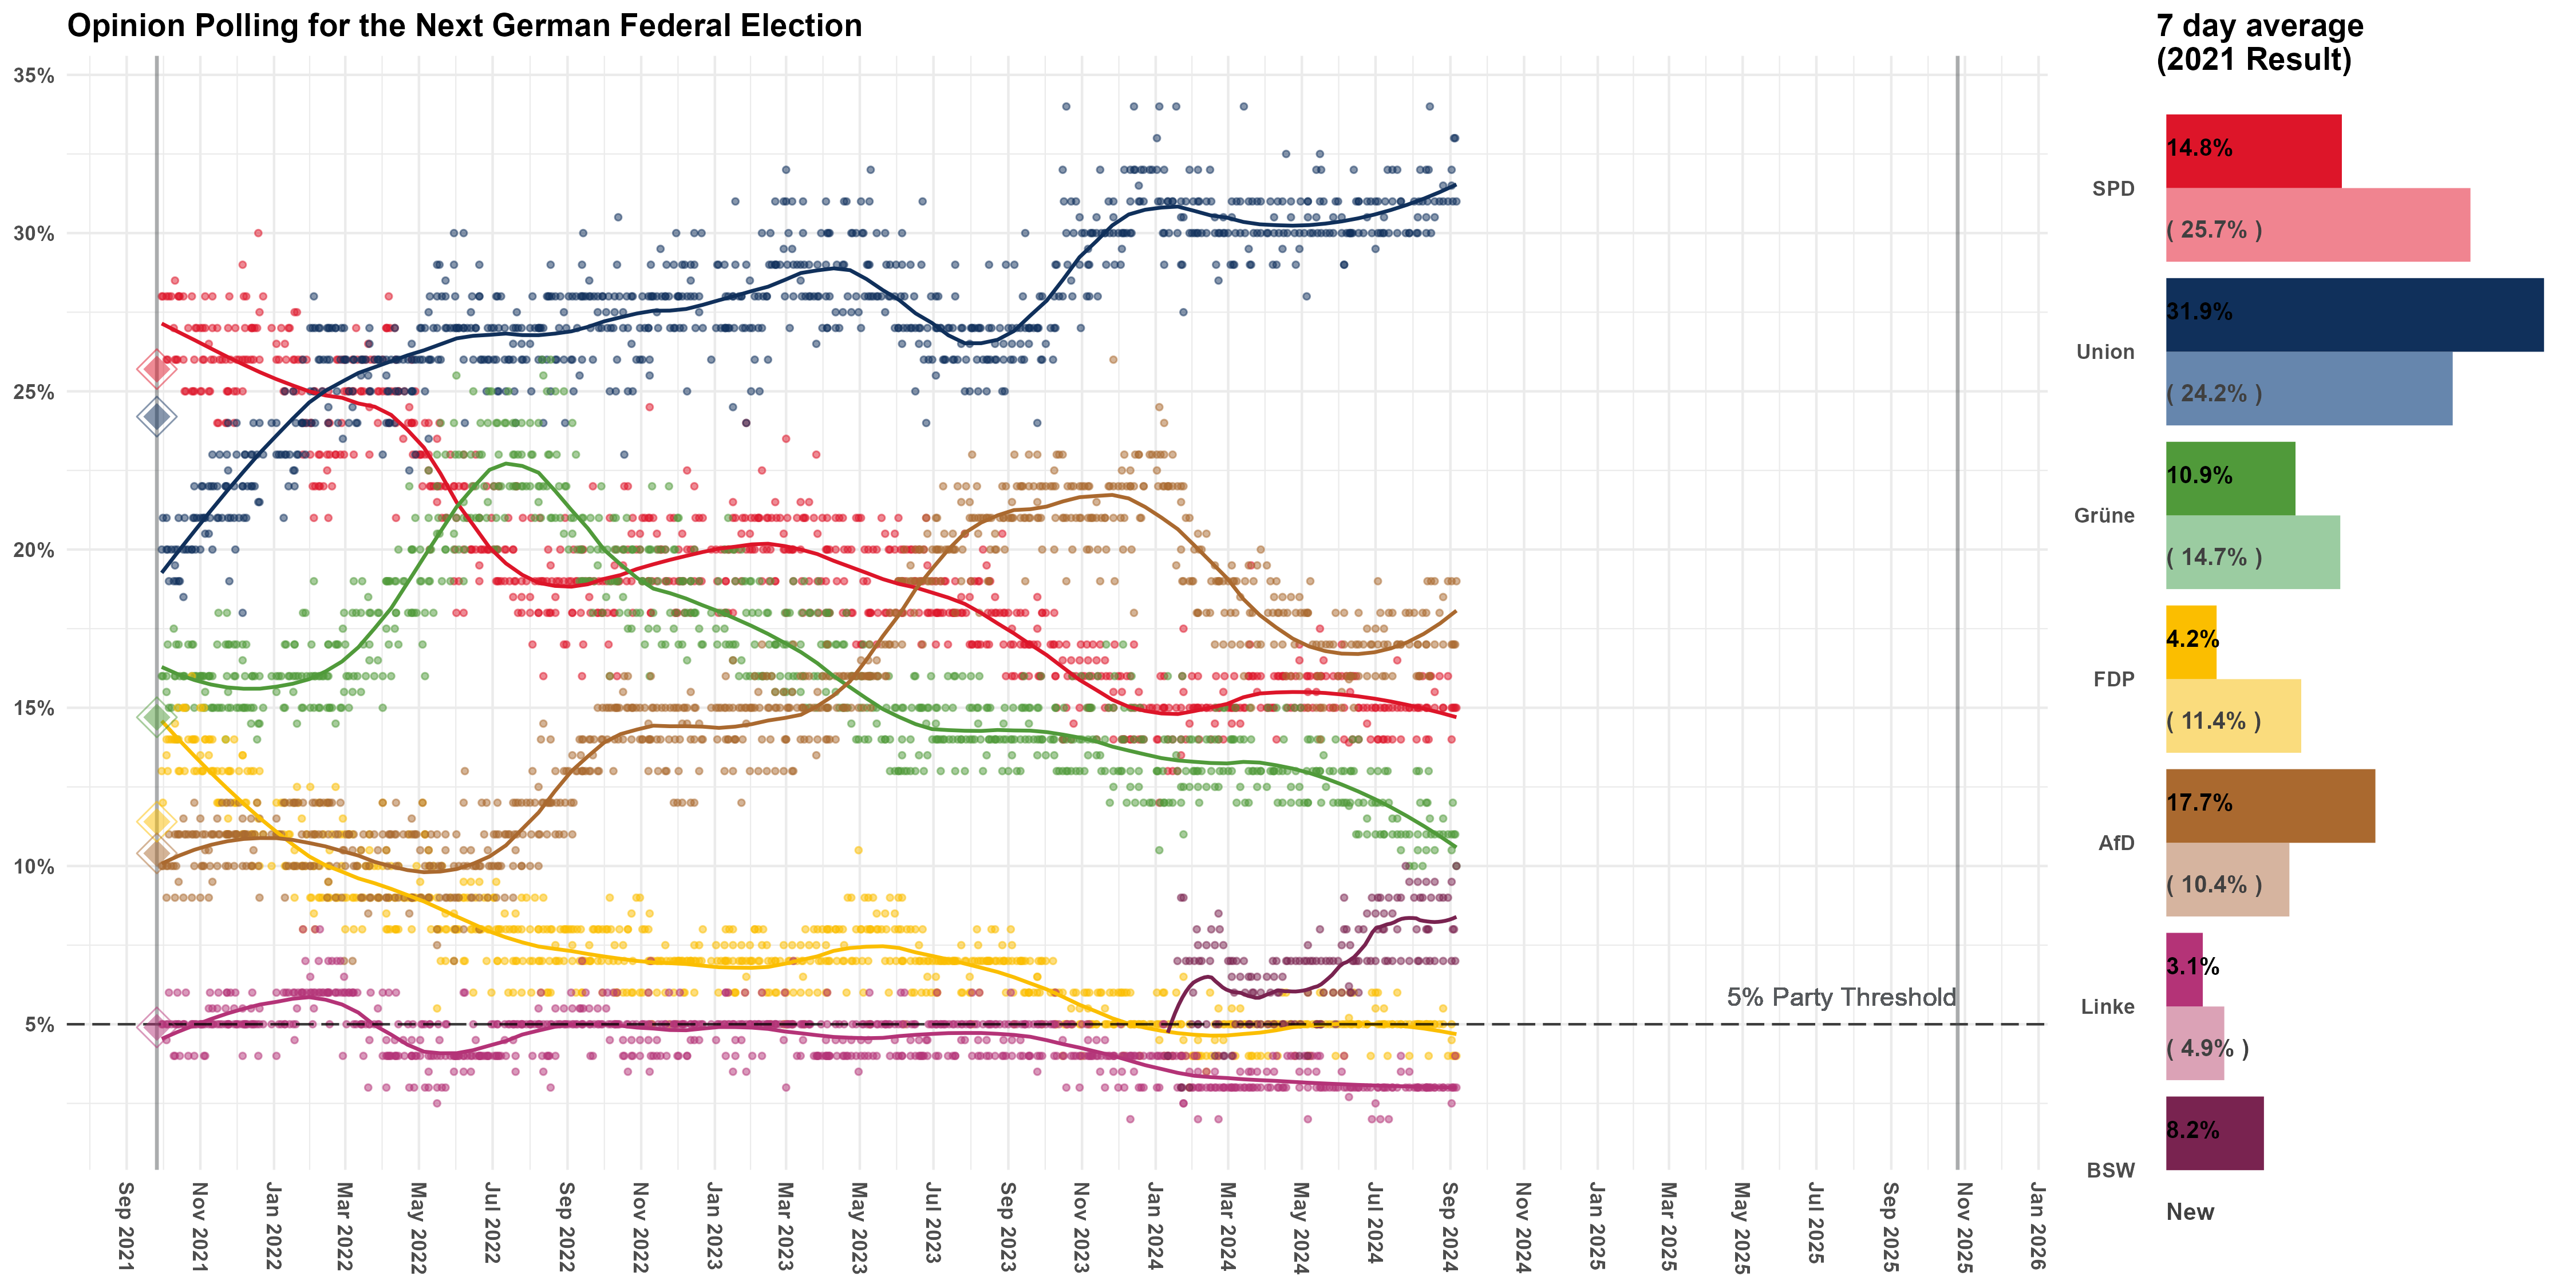 Opinion Polling for the Next German Federal Election
7 day average
(2021 Result)
35%
30%
25%
20%
15%
10%
5%
5% Party Threshold
Sep 2021
Nov 2021
Jan 2022
Mar 2022
May 2022
Jul 2022
Sep 2022
Nov 2022
Jan 2023
Mar 2023
May 2023
Jul 2023
Sep 2023
Nov 2023
Jan 2024
Mar 2024
May 2024
Jul 2024
Sep 2024
Nov 2024
Jan 2025
Mar 2025
May 2025
Jul 2025
Sep 2025
Nov 2025
Jan 2026
14.8%
SPD
( 25.7% )
31.9%
Union
( 24.2% )
10.9%
Grüne
( 14.7% )
4.2%
FDP
( 11.4% )
17.7%
AfD
( 10.4% )
3.1%
Linke
( 4.9% )
8.2%
BSW
New